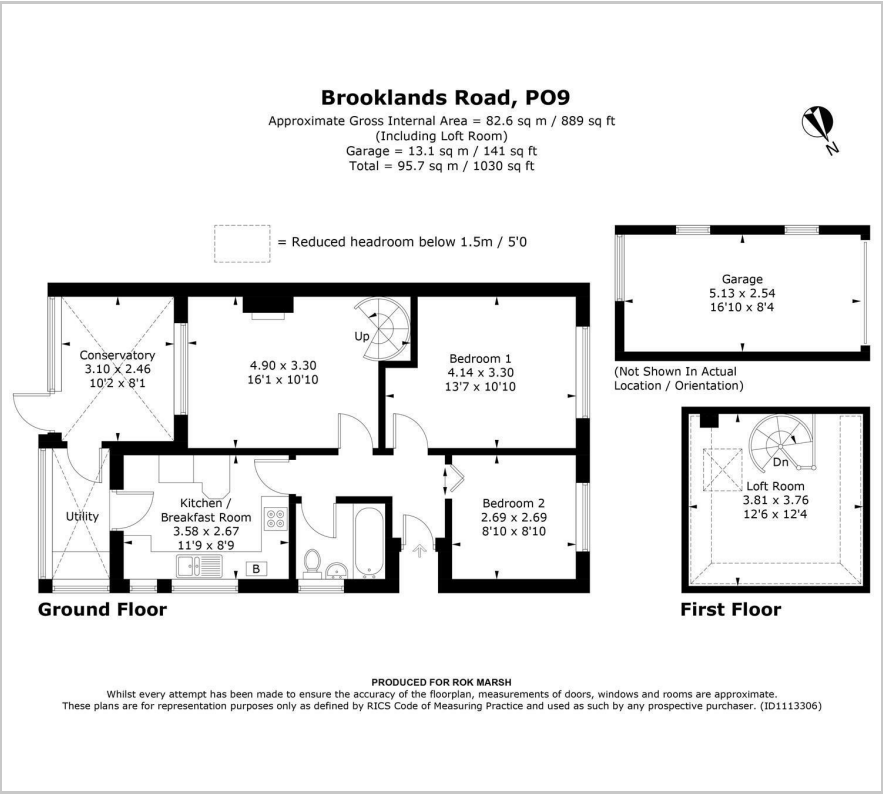 Brooklands Road, PO9
Approximate Gross Internal Area = 82.6 sq m / 889 sq ft
(Including Loft Room)
Garage = 13.1 sq m / 141 sq ft
Total = 95.7 sq m / 1030 sq ft
N
= Reduced headroom below 1.5m / 5'0
Garage
5.13 x 2.54
16'10 x 8'4
(Not Shown In Actual
Location / Orientation)
Conservatory
3.10 x 2.46
10'2 x 8'1
4.90 x 3.30
16'1 x 10'10
Up
Bedroom 1
4.14 x 3.30
13'7 x 10'10
Utility
Kitchen /
Breakfast Room
3.58 x 2.67
11'9 x 8'9
B
Bedroom 2
2.69 x 2.69
8'10 x 8'10
Dn
Loft Room
3.81 x 3.76
12'6 x 12'4
Ground Floor
First Floor
PRODUCED FOR ROK MARSH
Whilst every attempt has been made to ensure the accuracy of the floorplan, measurements of doors, windows and rooms are approximate.
These plans are for representation purposes only as defined by RICS Code of Measuring Practice and used as such by any prospective purchaser. (ID1113306)